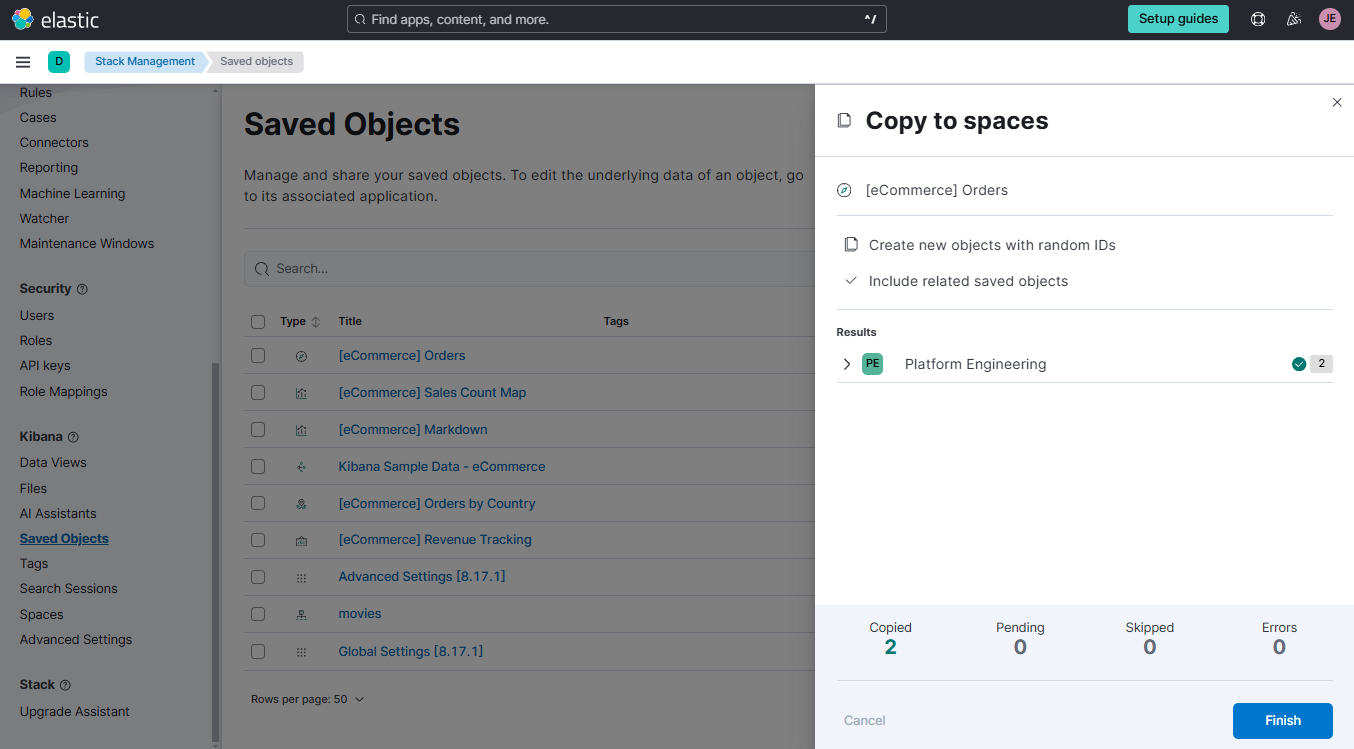 elastic
Find apps, content, and more.
^/
Setup guides
JE
D
Stack Management
Saved objects
Rules
Cases
Connectors
Reporting
Machine Learning
Watcher
Maintenance Windows
Security
Users
Roles
API keys
Role Mappings
Kibana
Data Views
Files
AI Assistants
Saved Objects
Tags
Search Sessions
Spaces
Advanced Settings
Stack
Upgrade Assistant
Saved Objects
Manage and share your saved objects. To edit the underlying data of an object, go
to its associated application.
Search...
Type Title Tags
[eCommerce] Orders
[eCommerce] Sales Count Map
[eCommerce] Markdown
Kibana Sample Data - eCommerce
[eCommerce] Orders by Country
[eCommerce] Revenue Tracking
Advanced Settings [8.17.1]
movies
Global Settings [8.17.1]
Rows per page: 50
Copy to spaces
[eCommerce] Orders
Create new objects with random IDs
Include related saved objects
Results
PE Platform Engineering 2
Copied Pending Skipped Errors
2 0 0 0
Cancel Finish